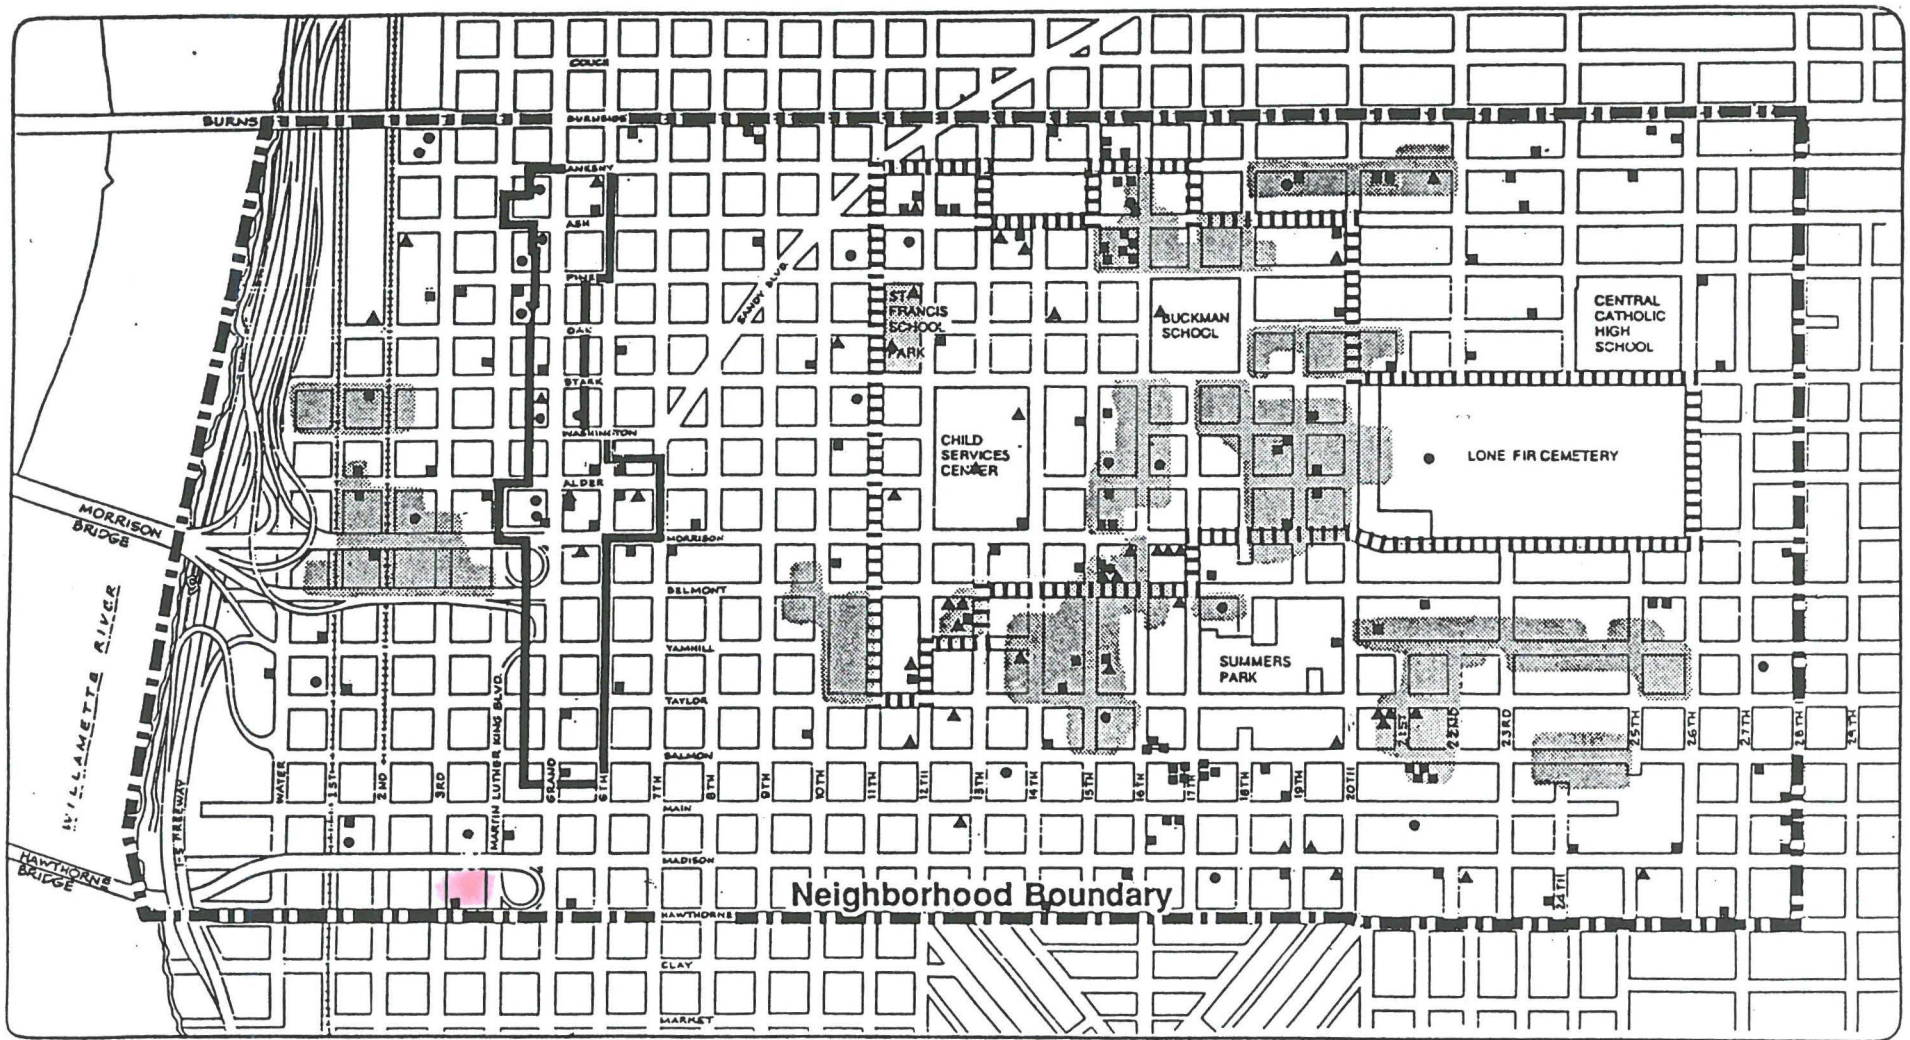 COUCH
BURNS
BURNSIDE
ANKENY
ASH
PINE
SANDY BLVD.
OAK
STARK
WASHINGTON
ALDER
ST.
FRANCIS
SCHOOL
PARK
BUCKMAN
SCHOOL
CENTRAL
CATHOLIC
HIGH
SCHOOL
CHILD
SERVICES
CENTER
LONE FIR CEMETERY
MORRISON
BRIDGE
MORRISON
BELMONT
YAMHILL
SUMMERS
PARK
TAYLOR
SALMON
WILLAMETTE RIVER
I-5 FREEWAY
WATER
1ST
2ND
3RD
MARTIN LUTHER KING BLVD.
GRAND
6TH
7TH
8TH
9TH
10TH
11TH
12TH
13TH
14TH
15TH
16TH
17TH
18TH
19TH
20TH
21ST
22ND
23RD
24TH
25TH
26TH
27TH
28TH
29TH
MAIN
MADISON
HAWTHORNE
BRIDGE
Neighborhood Boundary
HAWTHORNE
CLAY
MARKET